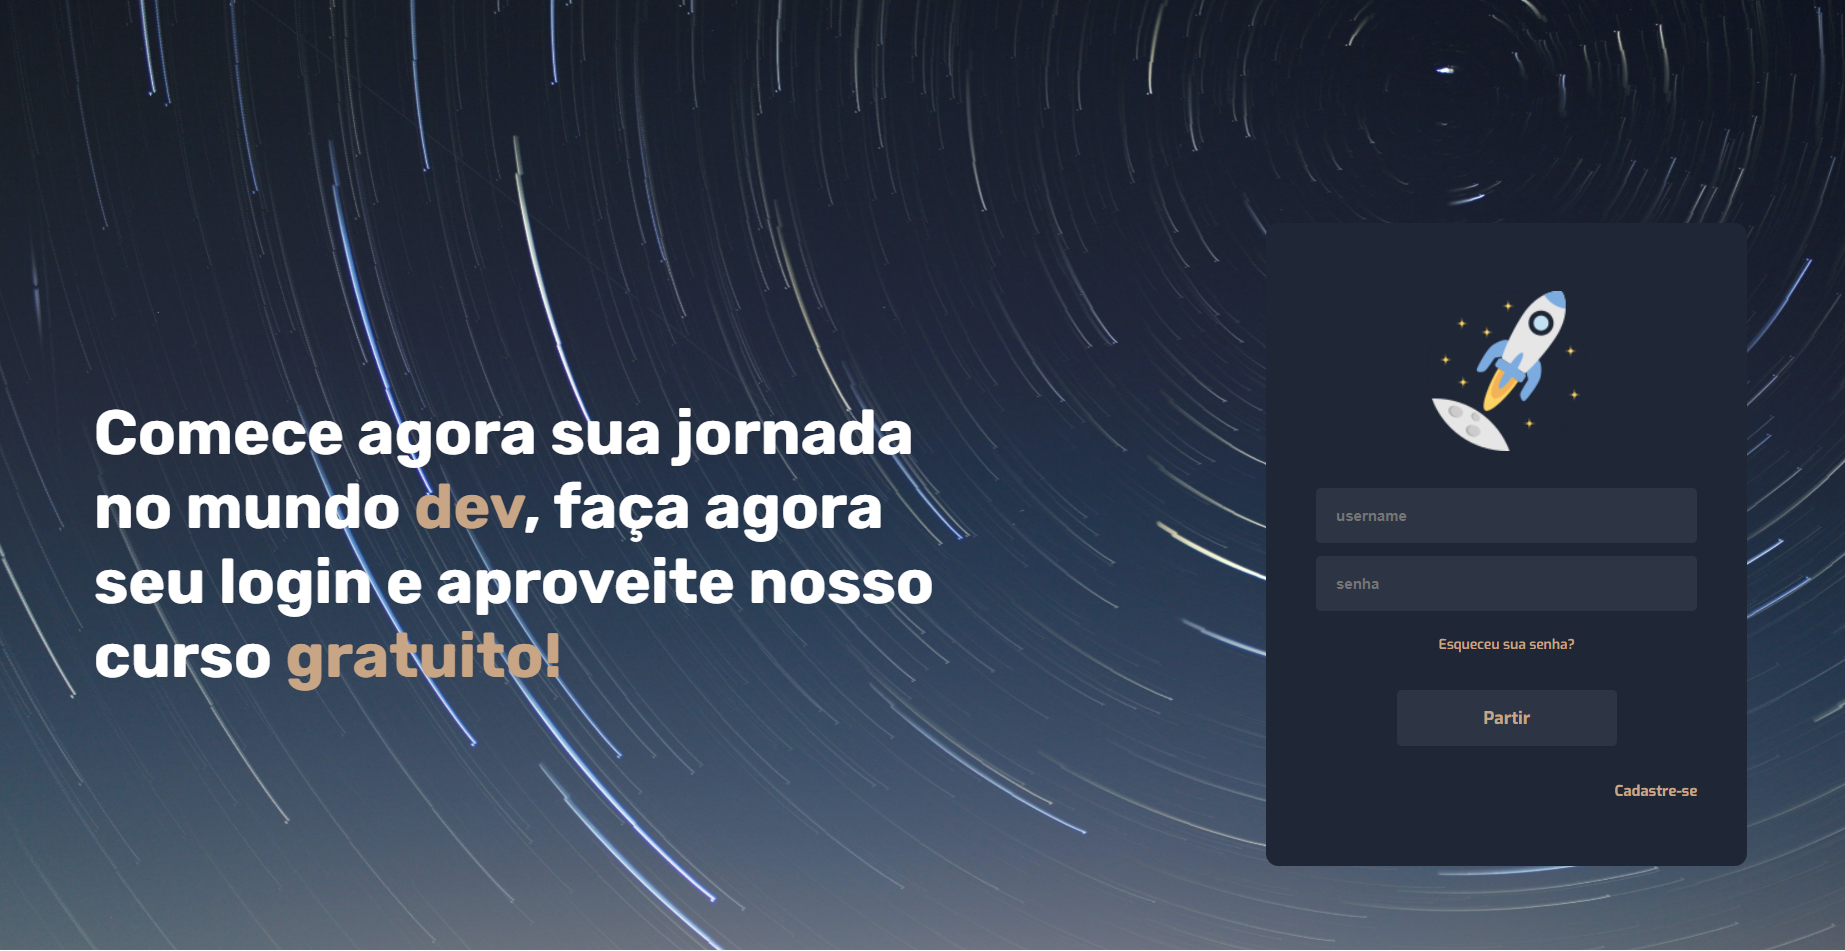 Comece agora sua jornada
no mundo dev, faça agora
seu login e aproveite nosso
curso gratuito!
username
senha
Esqueceu sua senha?
Partir
Cadastre-se